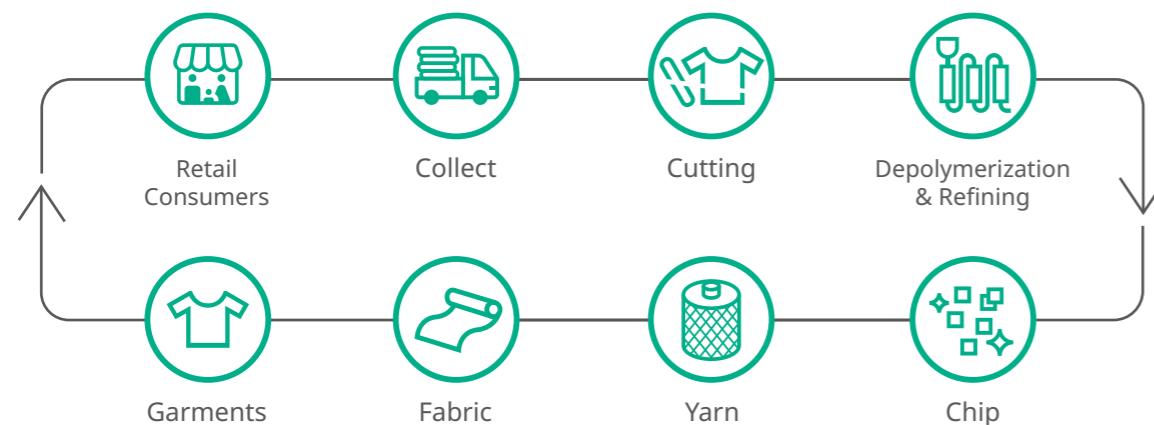 Retail
Consumers
Collect
Cutting
Depolymerization
& Refining
Garments
Fabric
Yarn
Chip